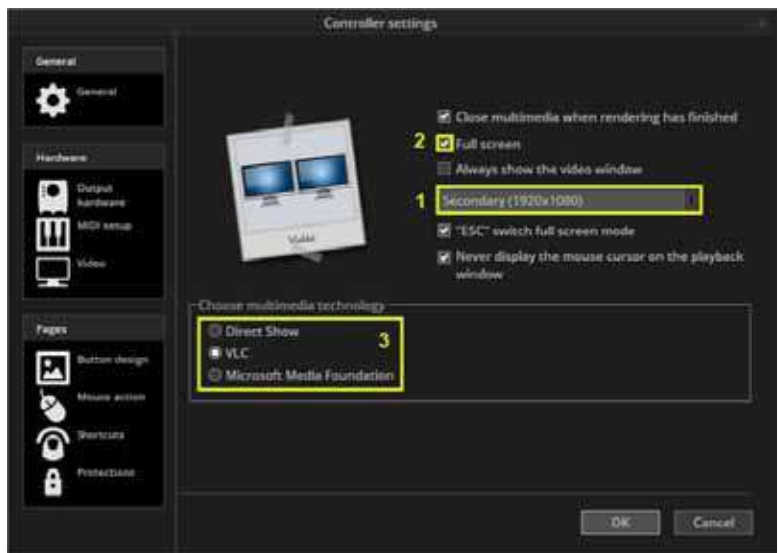 Controller settings
General
General
Hardware
Output
hardware
MIDI setup
Video
Pages
Button design
Mouse action
Shortcuts
Protections
Video
Close multimedia when rendering has finished
2 Full screen
Always show the video window
1 Secondary (1920x1080)
"ESC" switch full screen mode
Never display the mouse cursor on the playback
window
Choose multimedia technology
Direct Show
VLC
Microsoft Media Foundation
3
OK
Cancel